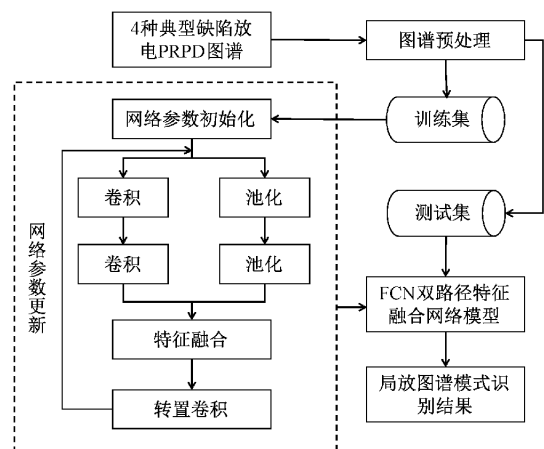 4种典型缺陷放
电PRPD图谱
图谱预处理
训练集
网络参数初始化
卷积
池化
测试集
卷积
池化
网络参数更新
FCN双路径特征
融合网络模型
特征融合
局放图谱模式识
别结果
转置卷积